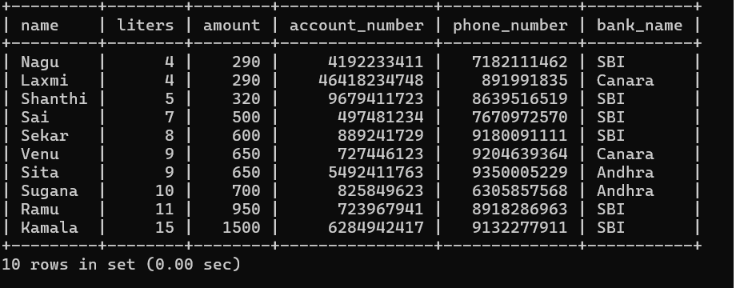 +---------+--------+--------+----------------+--------------+-----------+
| name    | liters | amount | account_number | phone_number | bank_name |
+---------+--------+--------+----------------+--------------+-----------+
| Nagu    |      4 |    290 |     4192233411 |   7182111462 | SBI       |
| Laxmi   |      4 |    290 |    46418234748 |    891991835 | Canara    |
| Shanthi |      5 |    320 |     9679411723 |   8639516519 | SBI       |
| Sai     |      7 |    500 |      497481234 |   7670972570 | SBI       |
| Sekar   |      8 |    600 |      889241729 |   9180091111 | SBI       |
| Venu    |      9 |    650 |      727446123 |   9204639364 | Canara    |
| Sita    |      9 |    650 |     5492411763 |   9350005229 | Andhra    |
| Sugana  |     10 |    700 |      825849623 |   6305857568 | Andhra    |
| Ramu    |     11 |    950 |      723967941 |   8918286963 | SBI       |
| Kamala  |     15 |   1500 |     6284942417 |   9132277911 | SBI       |
+---------+--------+--------+----------------+--------------+-----------+
10 rows in set (0.00 sec)